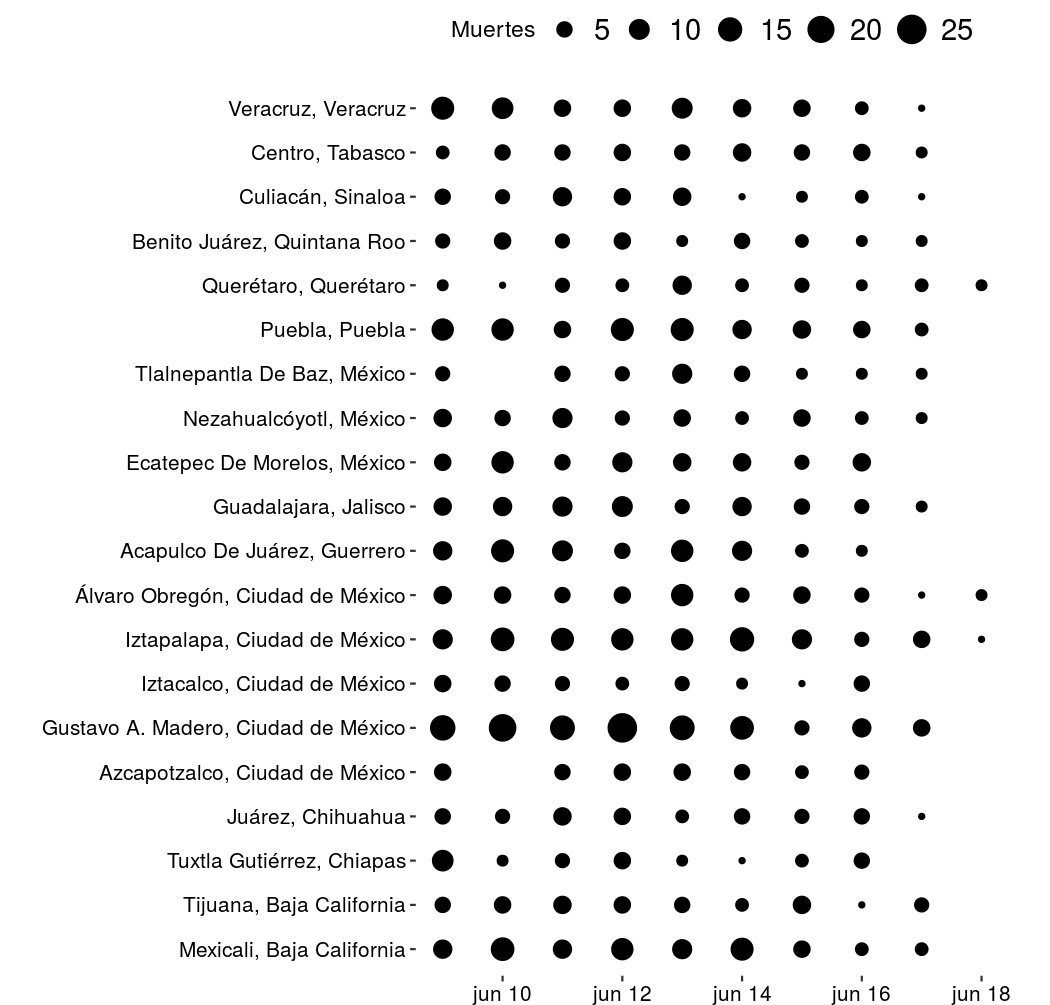 Muertes 5 10 15 20 25
Veracruz, Veracruz
Centro, Tabasco
Culiacán, Sinaloa
Benito Juárez, Quintana Roo
Querétaro, Querétaro
Puebla, Puebla
Tlalnepantla De Baz, México
Nezahualcóyotl, México
Ecatepec De Morelos, México
Guadalajara, Jalisco
Acapulco De Juárez, Guerrero
Álvaro Obregón, Ciudad de México
Iztapalapa, Ciudad de México
Iztacalco, Ciudad de México
Gustavo A. Madero, Ciudad de México
Azcapotzalco, Ciudad de México
Juárez, Chihuahua
Tuxtla Gutiérrez, Chiapas
Tijuana, Baja California
Mexicali, Baja California
jun 10 jun 12 jun 14 jun 16 jun 18